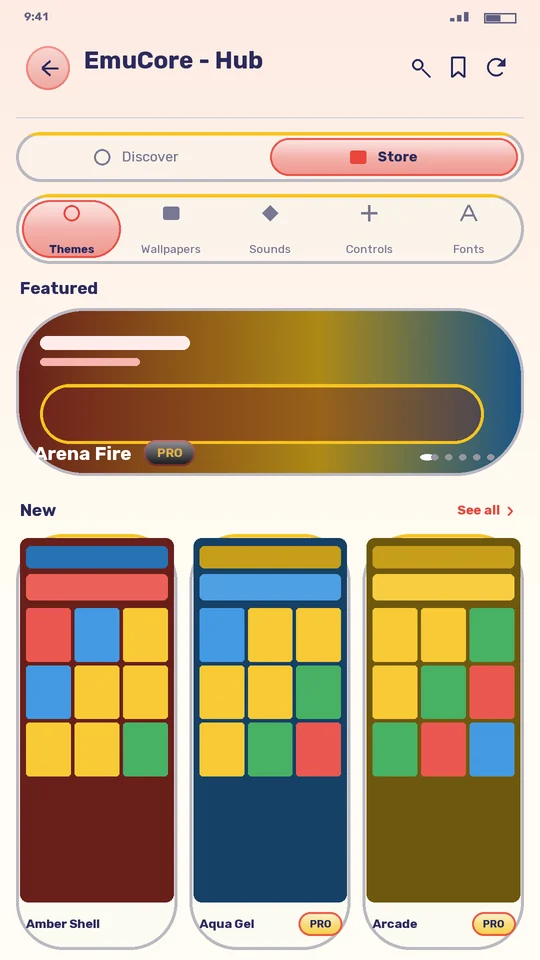 9:41
EmuCore - Hub
Discover
Store
Themes
Wallpapers
Sounds
Controls
Fonts
Featured
Arena Fire
PRO
New
See all
Amber Shell
Aqua Gel
PRO
Arcade
PRO